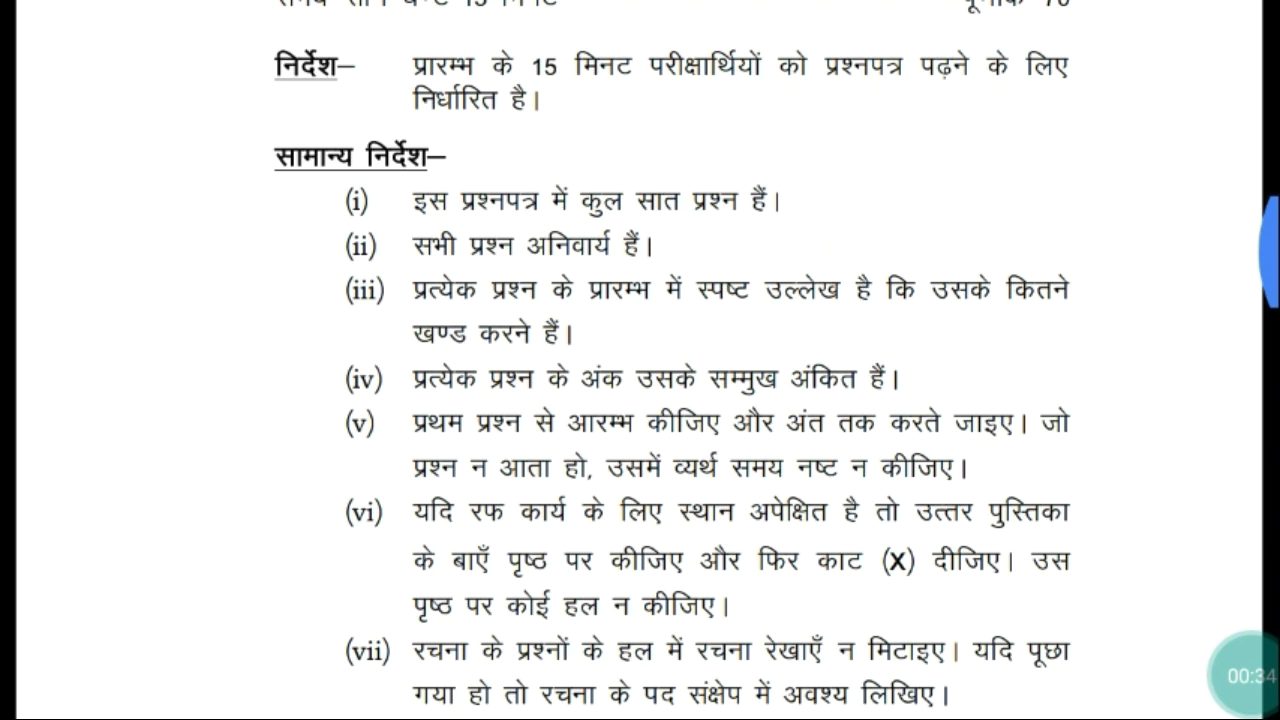 निर्देश– प्रारम्भ के 15 मिनट परीक्षार्थियों को प्रश्नपत्र पढ़ने के लिए
निर्धारित है।
सामान्य निर्देश–
(i) इस प्रश्नपत्र में कुल सात प्रश्न हैं।
(ii) सभी प्रश्न अनिवार्य हैं।
(iii) प्रत्येक प्रश्न के प्रारम्भ में स्पष्ट उल्लेख है कि उसके कितने
खण्ड करने हैं।
(iv) प्रत्येक प्रश्न के अंक उसके सम्मुख अंकित हैं।
(v) प्रथम प्रश्न से आरम्भ कीजिए और अंत तक करते जाइए। जो
प्रश्न न आता हो, उसमें व्यर्थ समय नष्ट न कीजिए।
(vi) यदि रफ कार्य के लिए स्थान अपेक्षित है तो उत्तर पुस्तिका
के बाएँ पृष्ठ पर कीजिए और फिर काट (X) दीजिए। उस
पृष्ठ पर कोई हल न कीजिए।
(vii) रचना के प्रश्नों के हल में रचना रेखाएँ न मिटाइए। यदि पूछा
गया हो तो रचना के पद संक्षेप में अवश्य लिखिए।
00:34